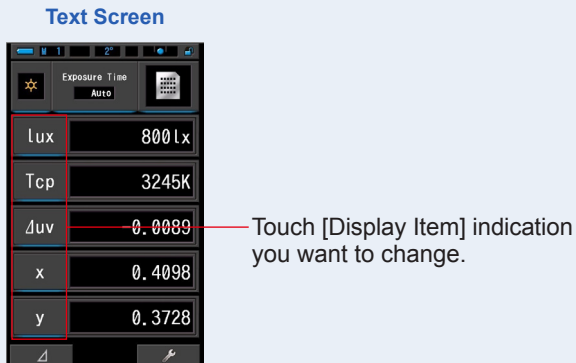 Text Screen
M 1 2°
Exposure Time
Auto
lux 800lx
Tcp 3245K
⊿uv -0.0089
Touch [Display Item] indication
you want to change.
x 0.4098
y 0.3728
⊿